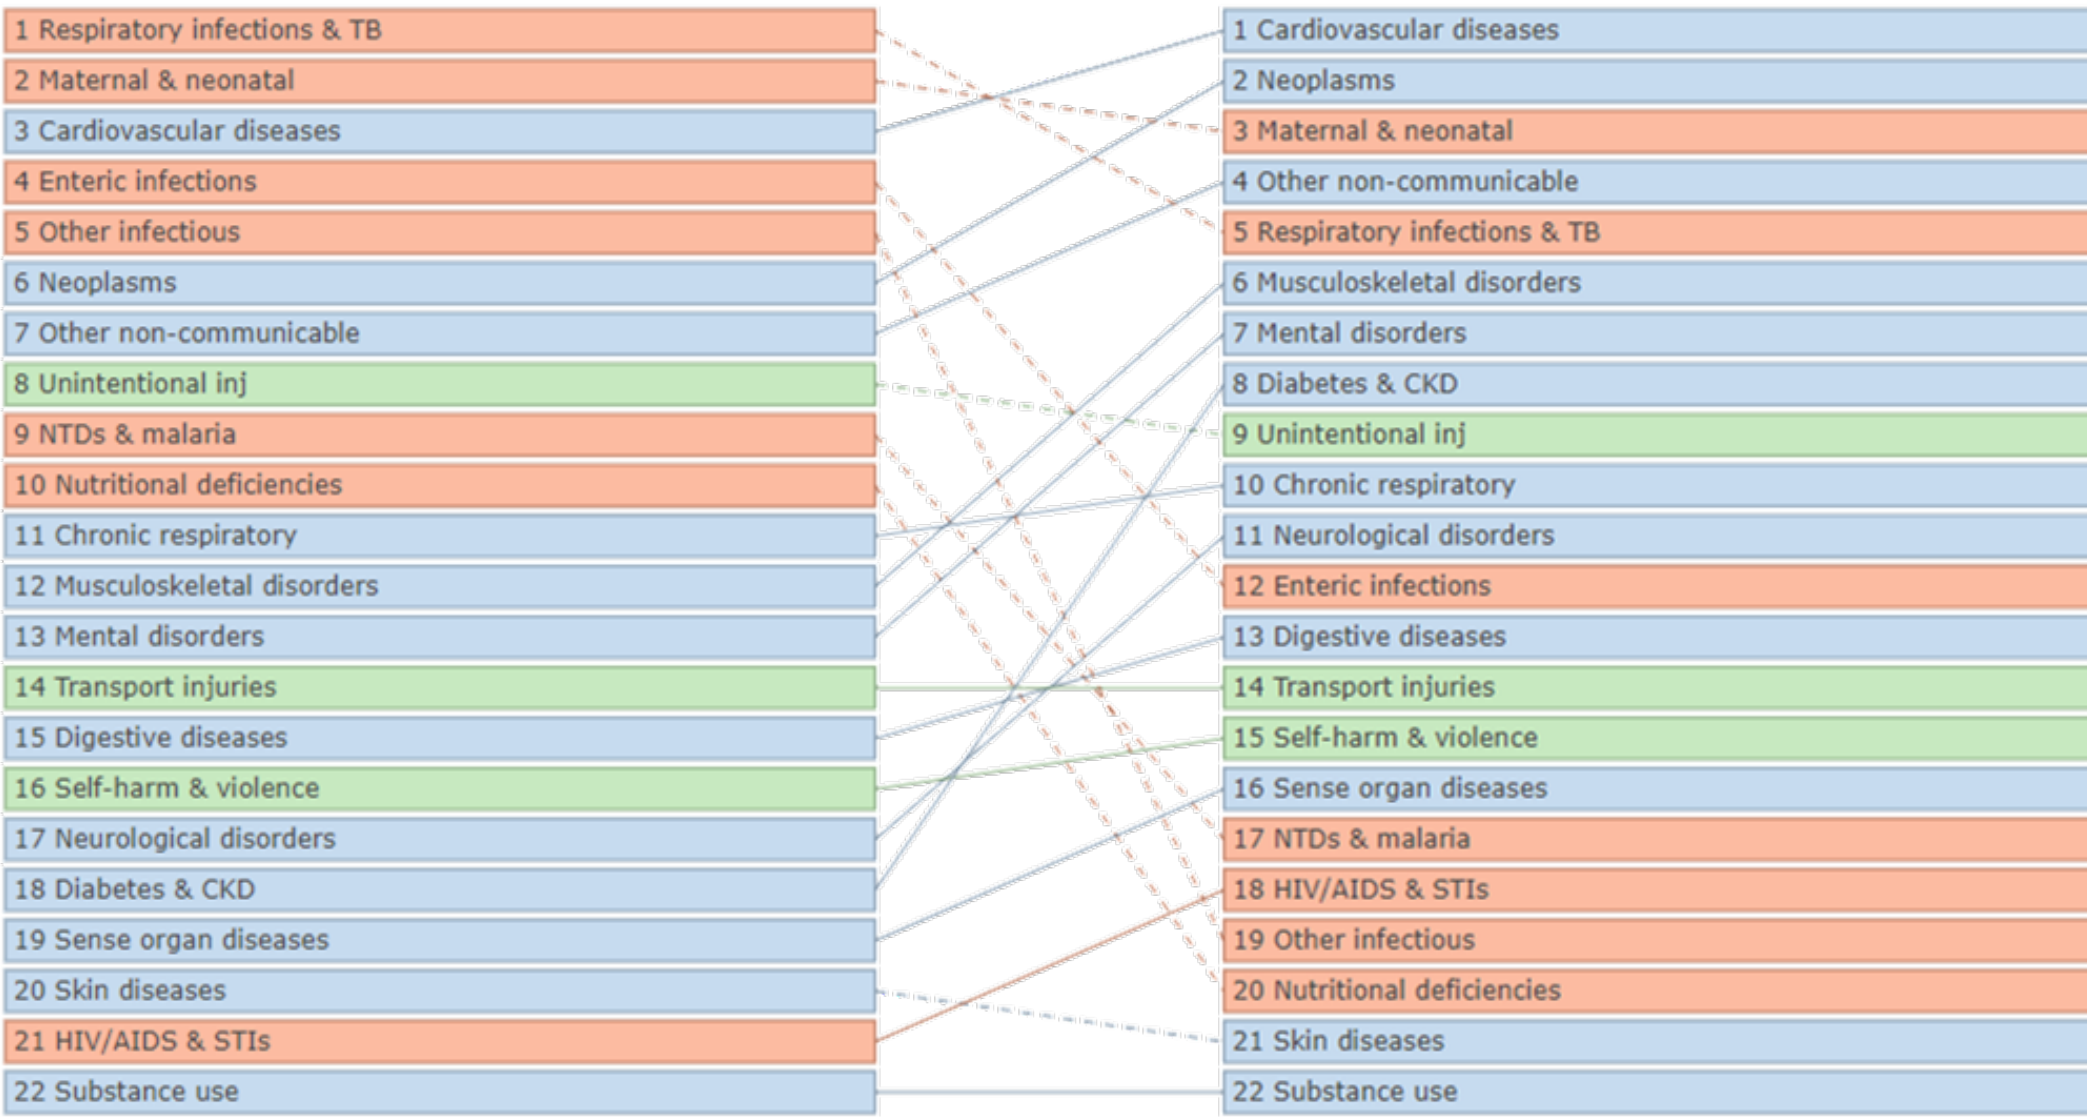 1 Respiratory infections & TB
2 Maternal & neonatal
3 Cardiovascular diseases
4 Enteric infections
5 Other infectious
6 Neoplasms
7 Other non-communicable
8 Unintentional inj
9 NTDs & malaria
10 Nutritional deficiencies
11 Chronic respiratory
12 Musculoskeletal disorders
13 Mental disorders
14 Transport injuries
15 Digestive diseases
16 Self-harm & violence
17 Neurological disorders
18 Diabetes & CKD
19 Sense organ diseases
20 Skin diseases
21 HIV/AIDS & STIs
22 Substance use
1 Cardiovascular diseases
2 Neoplasms
3 Maternal & neonatal
4 Other non-communicable
5 Respiratory infections & TB
6 Musculoskeletal disorders
7 Mental disorders
8 Diabetes & CKD
9 Unintentional inj
10 Chronic respiratory
11 Neurological disorders
12 Enteric infections
13 Digestive diseases
14 Transport injuries
15 Self-harm & violence
16 Sense organ diseases
17 NTDs & malaria
18 HIV/AIDS & STIs
19 Other infectious
20 Nutritional deficiencies
21 Skin diseases
22 Substance use